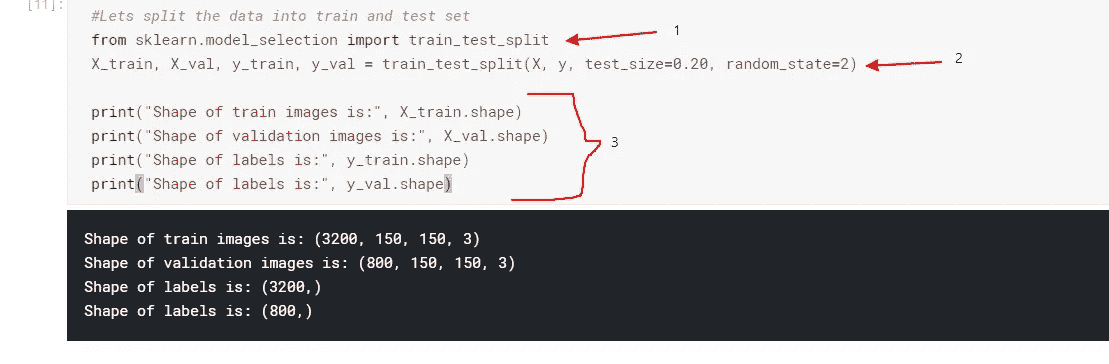 [11]:
#Lets split the data into train and test set
from sklearn.model_selection import train_test_split 1
X_train, X_val, y_train, y_val = train_test_split(X, y, test_size=0.20, random_state=2) 2
print("Shape of train images is:", X_train.shape)
print("Shape of validation images is:", X_val.shape)
3
print("Shape of labels is:", y_train.shape)
print("Shape of labels is:", y_val.shape)
Shape of train images is: (3200, 150, 150, 3)
Shape of validation images is: (800, 150, 150, 3)
Shape of labels is: (3200,)
Shape of labels is: (800,)